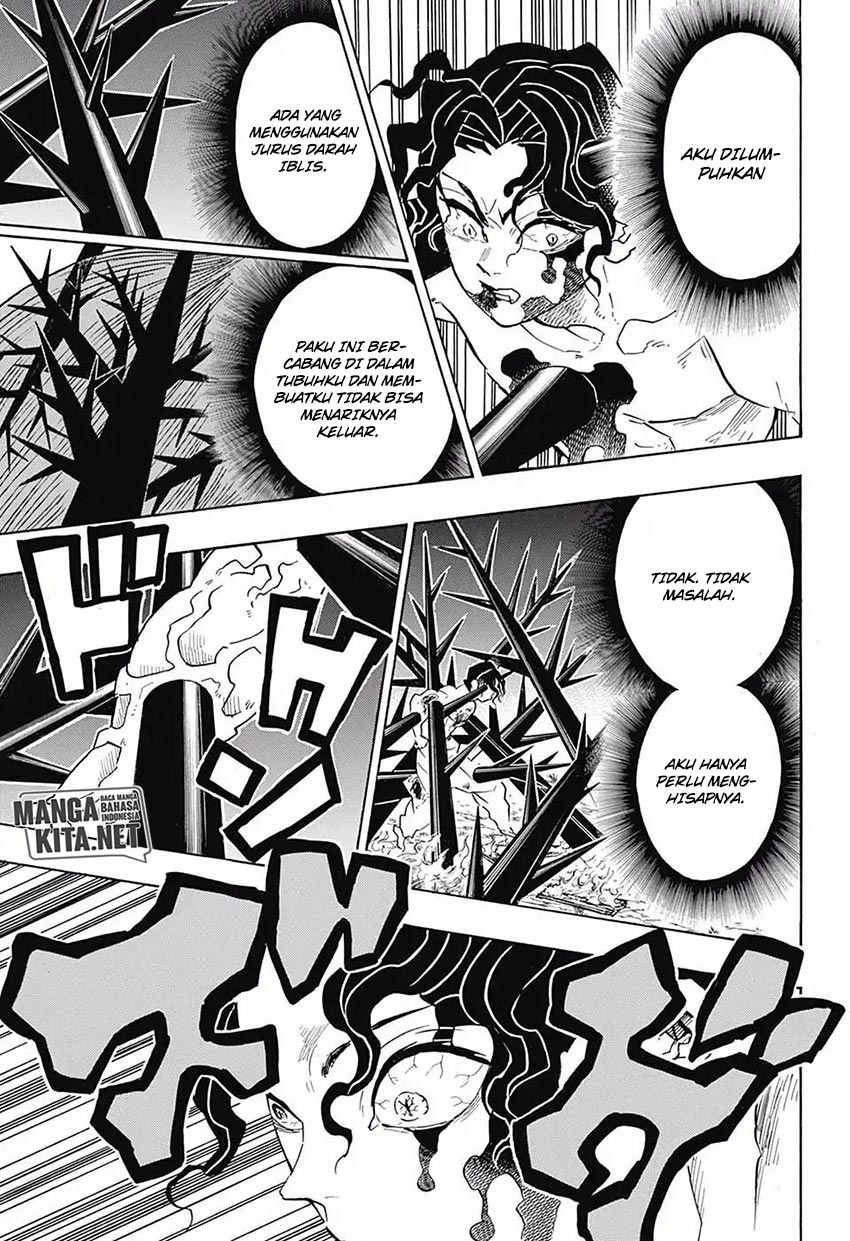 AKU DILUM-
PUHKAN
ADA YANG
MENGGUNAKAN
JURUS DARAH
IBLIS.
PAKU INI BER-
CABANG DI DALAM
TUBUHKU DAN MEM-
BUATKU TIDAK BISA
MENARIKNYA
KELUAR.
TIDAK. TIDAK
MASALAH.
AKU HANYA
PERLU MENG-
HISAPNYA.
ドクン
MANGA
KITA.NET
BACA MANGA
BAHASA
INDONESIA